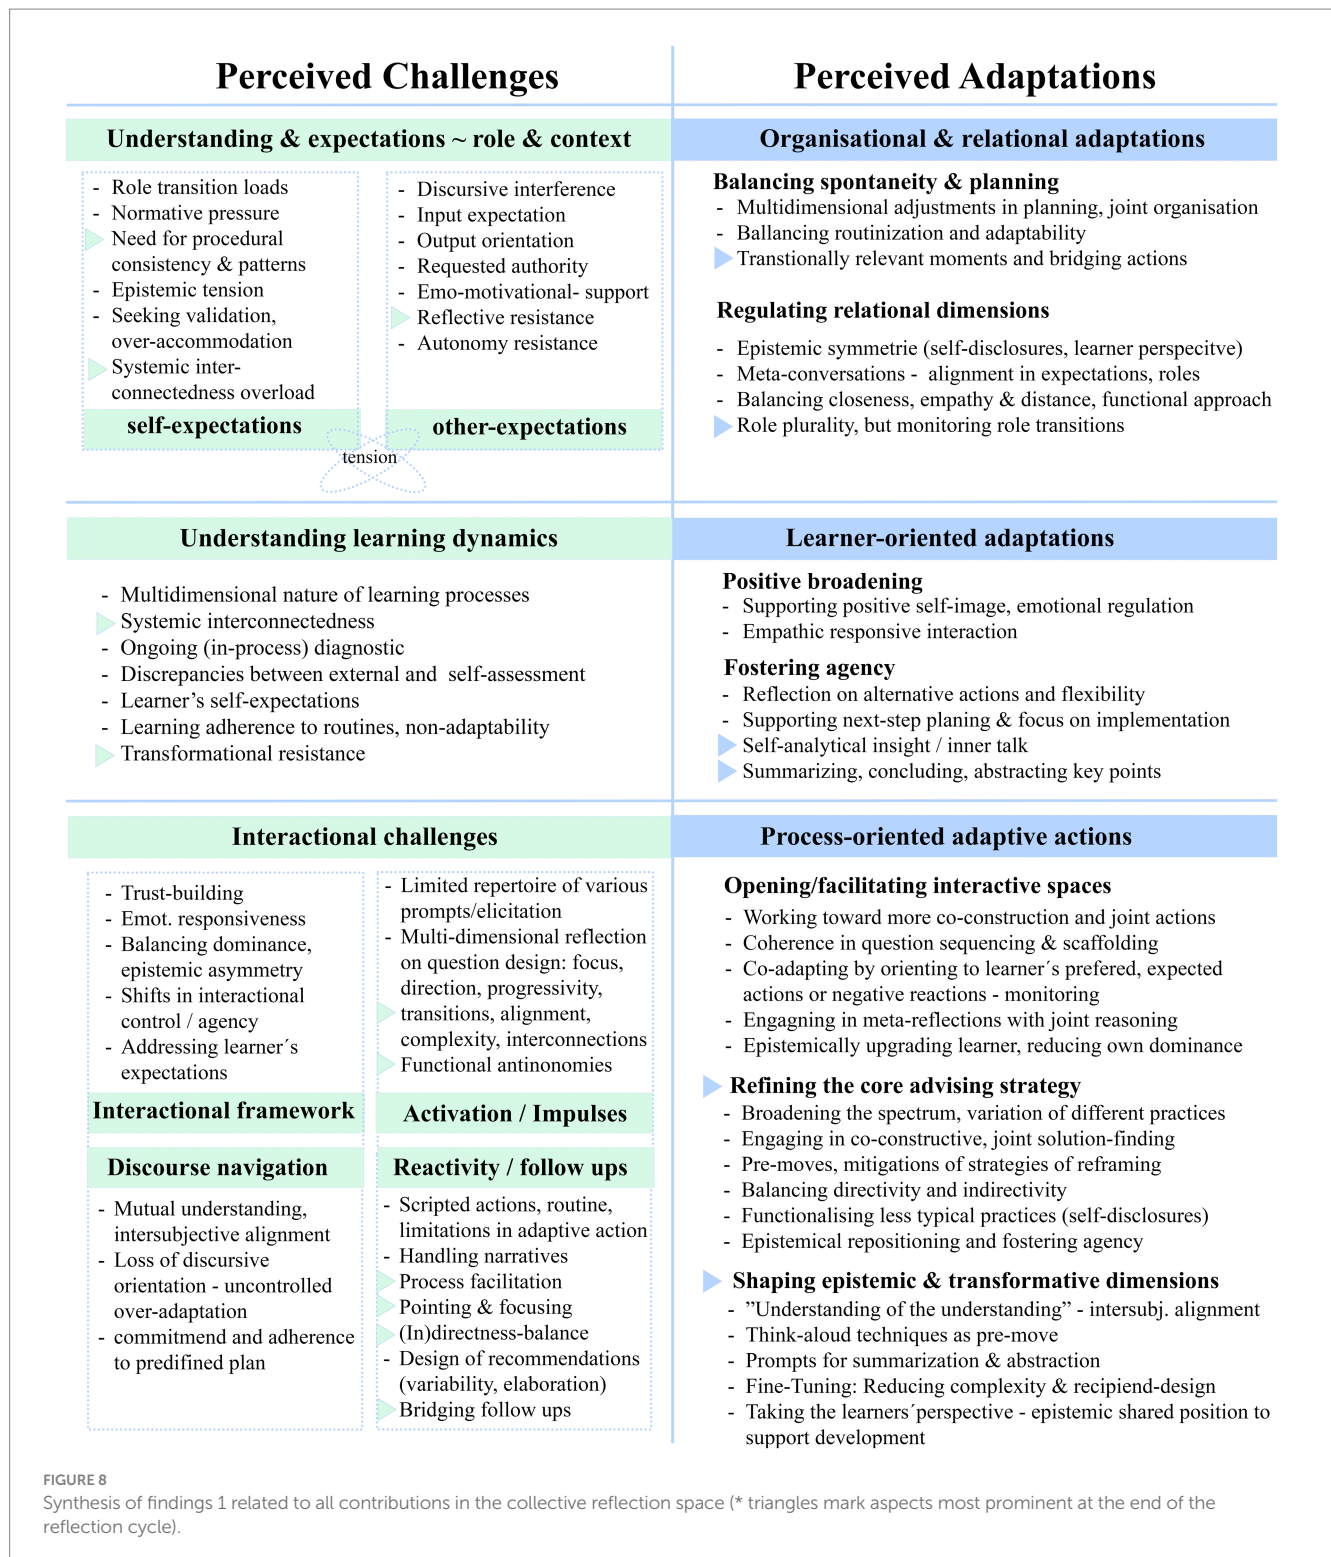 Perceived Challenges
Perceived Adaptations
Understanding & expectations ~ role & context
- Role transition loads
- Normative pressure
Need for procedural
consistency & patterns
- Epistemic tension
- Seeking validation,
over-accommodation
Systemic inter-
connectedness overload
self-expectations
- Discursive interference
- Input expectation
- Output orientation
- Requested authority
- Emo-motivational- support
Reflective resistance
- Autonomy resistance
other-expectations
tension
Organisational & relational adaptations
Balancing spontaneity & planning
- Multidimensional adjustments in planning, joint organisation
- Ballancing routinization and adaptability
Transtionally relevant moments and bridging actions
Regulating relational dimensions
- Epistemic symmetrie (self-disclosures, learner perspecitve)
- Meta-conversations - alignment in expectations, roles
- Balancing closeness, empathy & distance, functional approach
Role plurality, but monitoring role transitions
Understanding learning dynamics
- Multidimensional nature of learning processes
Systemic interconnectedness
- Ongoing (in-process) diagnostic
- Discrepancies between external and self-assessment
- Learner’s self-expectations
- Learning adherence to routines, non-adaptability
Transformational resistance
Learner-oriented adaptations
Positive broadening
- Supporting positive self-image, emotional regulation
- Empathic responsive interaction
Fostering agency
- Reflection on alternative actions and flexibility
- Supporting next-step planing & focus on implementation
Self-analytical insight / inner talk
Summarizing, concluding, abstracting key points
Interactional challenges
- Trust-building
- Emot. responsiveness
- Balancing dominance,
epistemic asymmetry
- Shifts in interactional
control / agency
- Addressing learner´s
expectations
Interactional framework
- Limited repertoire of various
prompts/elicitation
- Multi-dimensional reflection
on question design: focus,
direction, progressivity,
transitions, alignment,
complexity, interconnections
Functional antinonomies
Activation / Impulses
Discourse navigation
- Mutual understanding,
intersubjective alignment
- Loss of discursive
orientation - uncontrolled
over-adaptation
- commitmend and adherence
to predifined plan
Reactivity / follow ups
- Scripted actions, routine,
limitations in adaptive action
- Handling narratives
Process facilitation
Pointing & focusing
(In)directness-balance
- Design of recommendations
(variability, elaboration)
Bridging follow ups
Process-oriented adaptive actions
Opening/facilitating interactive spaces
- Working toward more co-construction and joint actions
- Coherence in question sequencing & scaffolding
- Co-adapting by orienting to learner´s prefered, expected
actions or negative reactions - monitoring
- Engagning in meta-reflections with joint reasoning
- Epistemically upgrading learner, reducing own dominance
Refining the core advising strategy
- Broadening the spectrum, variation of different practices
- Engaging in co-constructive, joint solution-finding
- Pre-moves, mitigations of strategies of reframing
- Balancing directivity and indirectivity
- Functionalising less typical practices (self-disclosures)
- Epistemical repositioning and fostering agency
Shaping epistemic & transformative dimensions
- ”Understanding of the understanding” - intersubj. alignment
- Think-aloud techniques as pre-move
- Prompts for summarization & abstraction
- Fine-Tuning: Reducing complexity & recipiend-design
- Taking the learners´perspective - epistemic shared position to
support development
FIGURE 8
Synthesis of findings 1 related to all contributions in the collective reflection space (* triangles mark aspects most prominent at the end of the
reflection cycle).